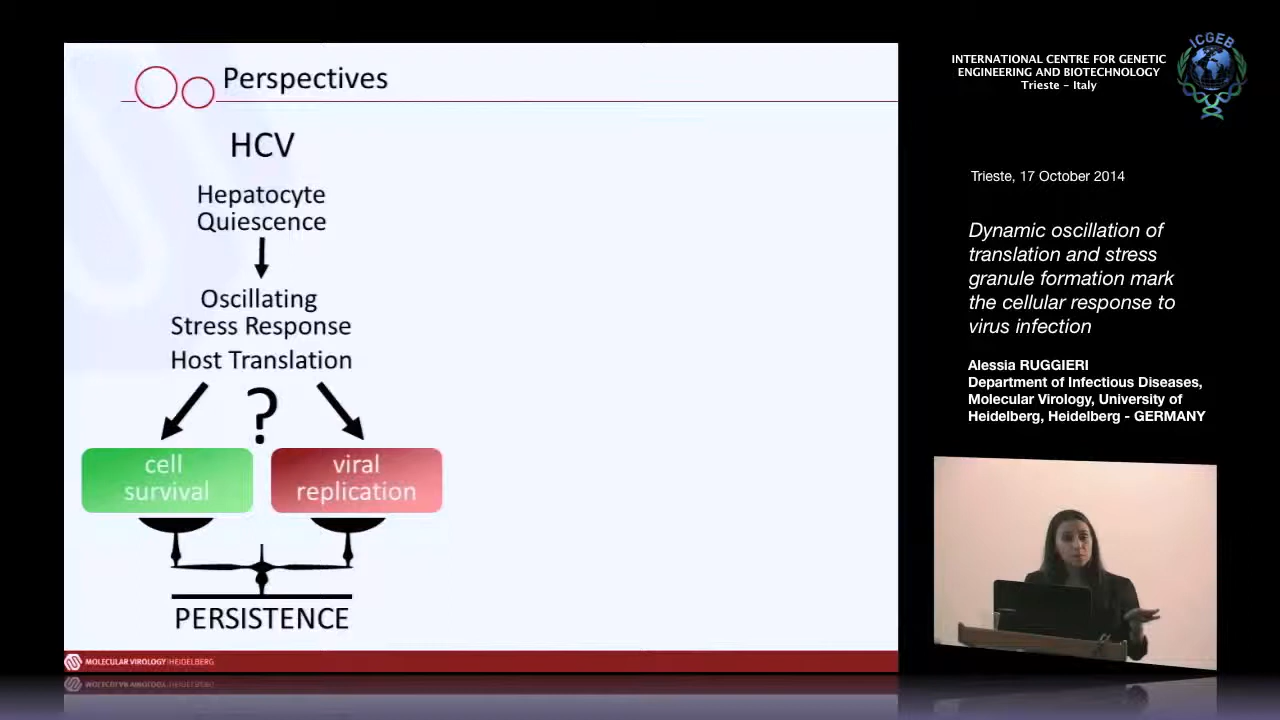 Perspectives
HCV
Hepatocyte
Quiescence
Oscillating
Stress Response
Host Translation
?
cell
survival
viral
replication
PERSISTENCE
MOLECULAR VIROLOGY HEIDELBERG
INTERNATIONAL CENTRE FOR GENETIC
ENGINEERING AND BIOTECHNOLOGY
Trieste – Italy
ICGEB
Trieste, 17 October 2014
Dynamic oscillation of
translation and stress
granule formation mark
the cellular response to
virus infection
Alessia RUGGIERI
Department of Infectious Diseases,
Molecular Virology, University of
Heidelberg, Heidelberg - GERMANY